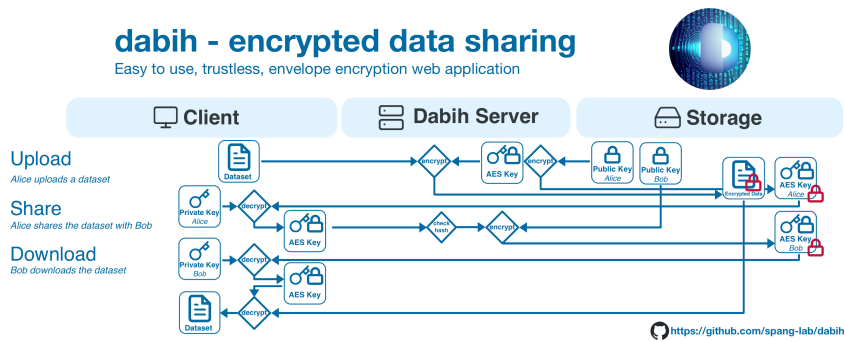 dabih - encrypted data sharing
Easy to use, trustless, envelope encryption web application
Client
Dabih Server
Storage
Upload
Alice uploads a dataset
Dataset
encrypt
AES Key
encrypt
Public Key
Alice
Public Key
Bob
Encrypted Data
AES Key
Alice
Share
Alice shares the dataset with Bob
Private Key
Alice
decrypt
AES Key
check
hash
encrypt
AES Key
Bob
Download
Bob downloads the dataset
Private Key
Bob
decrypt
AES Key
Dataset
decrypt
https://github.com/spang-lab/dabih